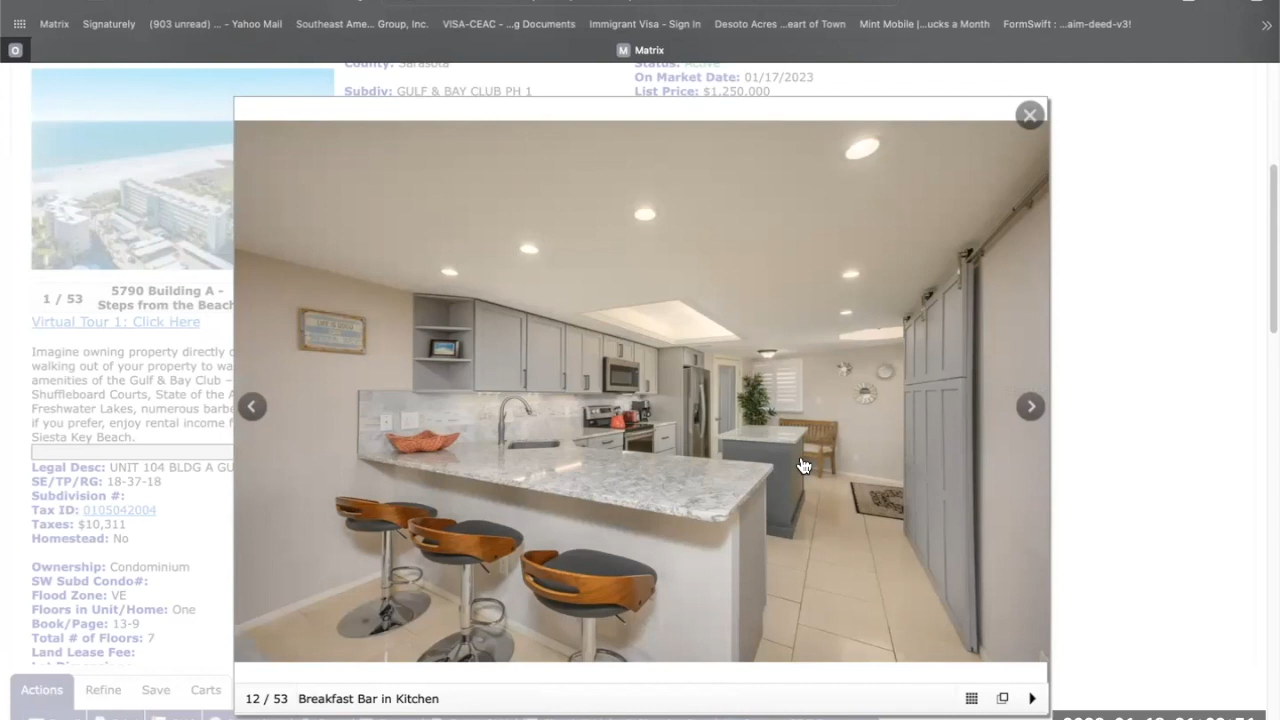 Matrix
Signaturely
(903 unread) ... - Yahoo Mail
Southeast Ame... Group, Inc.
VISA-CEAC - ...g Documents
Immigrant Visa - Sign In
Desoto Acres ...eart of Town
Mint Mobile |...ucks a Month
FormSwift : ...aim-deed-v3!
O
M Matrix
County: Sarasota
Status: Active
On Market Date: 01/17/2023
Subdiv: GULF & BAY CLUB PH 1
List Price: $1,250,000
1 / 53
5790 Building A -
Steps from the Beach
Virtual Tour 1: Click Here
Imagine owning property directly
walking out of your property to
amenities of the Gulf & Bay Club –
Shuffleboard Courts, State of the
Freshwater Lakes, numerous
if you prefer, enjoy rental income
Siesta Key Beach.
Legal Desc: UNIT 104 BLDG A
SE/TP/RG: 18-37-18
Subdivision #:
Tax ID: 0105042004
Taxes: $10,311
Homestead: No
Ownership: Condominium
SW Subd Condo#:
Flood Zone: VE
Floors in Unit/Home: One
Book/Page: 13-9
Total # of Floors: 7
Land Lease Fee:
Actions
Refine
Save
Carts
12 / 53 Breakfast Bar in Kitchen